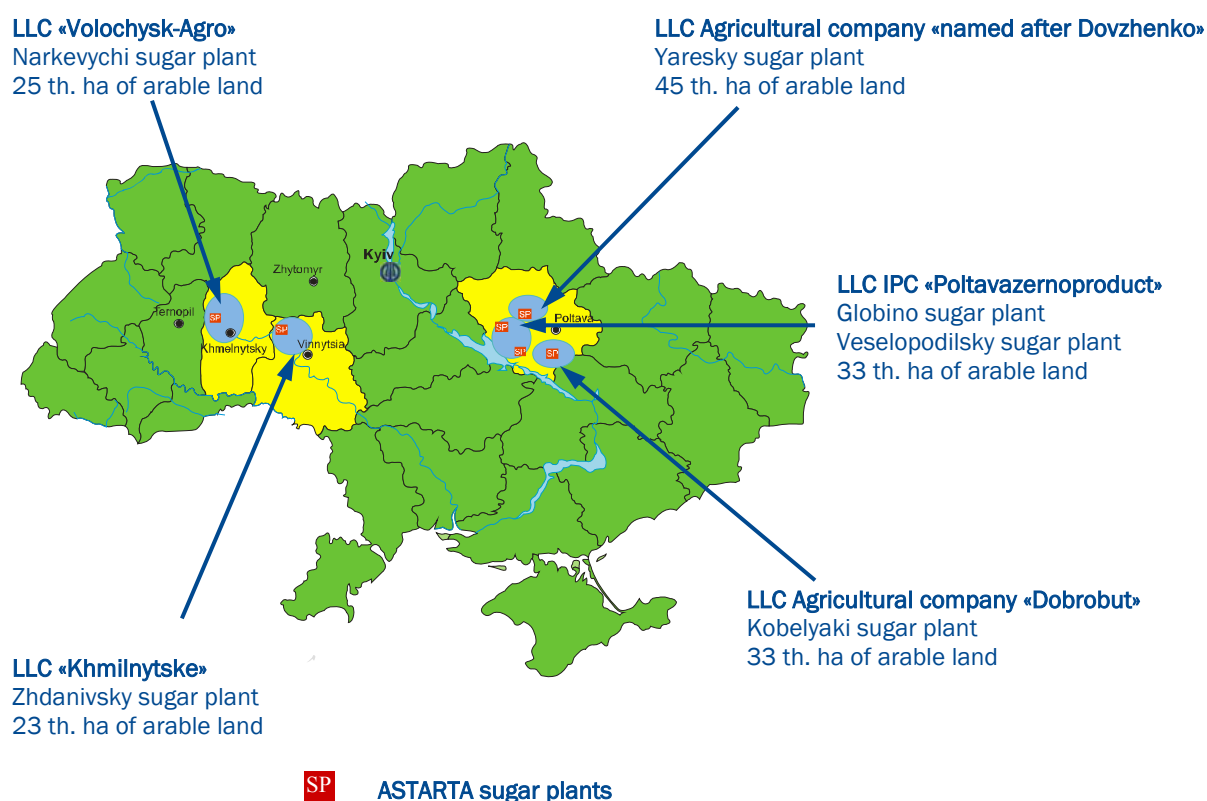 LLC «Volochysk-Agro»
Narkevychi sugar plant
25 th. ha of arable land
LLC Agricultural company «named after Dovzhenko»
Yaresky sugar plant
45 th. ha of arable land
Kyiv
Zhytomyr
LLC IPC «Poltavazernoproduct»
Globino sugar plant
Veselopodilsky sugar plant
33 th. ha of arable land
Ternopil
SP
Khmelnytsky
SP
Vinnytsia
SP
SP
Poltava
SP
SP
LLC Agricultural company «Dobrobut»
Kobelyaki sugar plant
33 th. ha of arable land
LLC «Khmilnytske»
Zhdanivsky sugar plant
23 th. ha of arable land
SP ASTARTA sugar plants